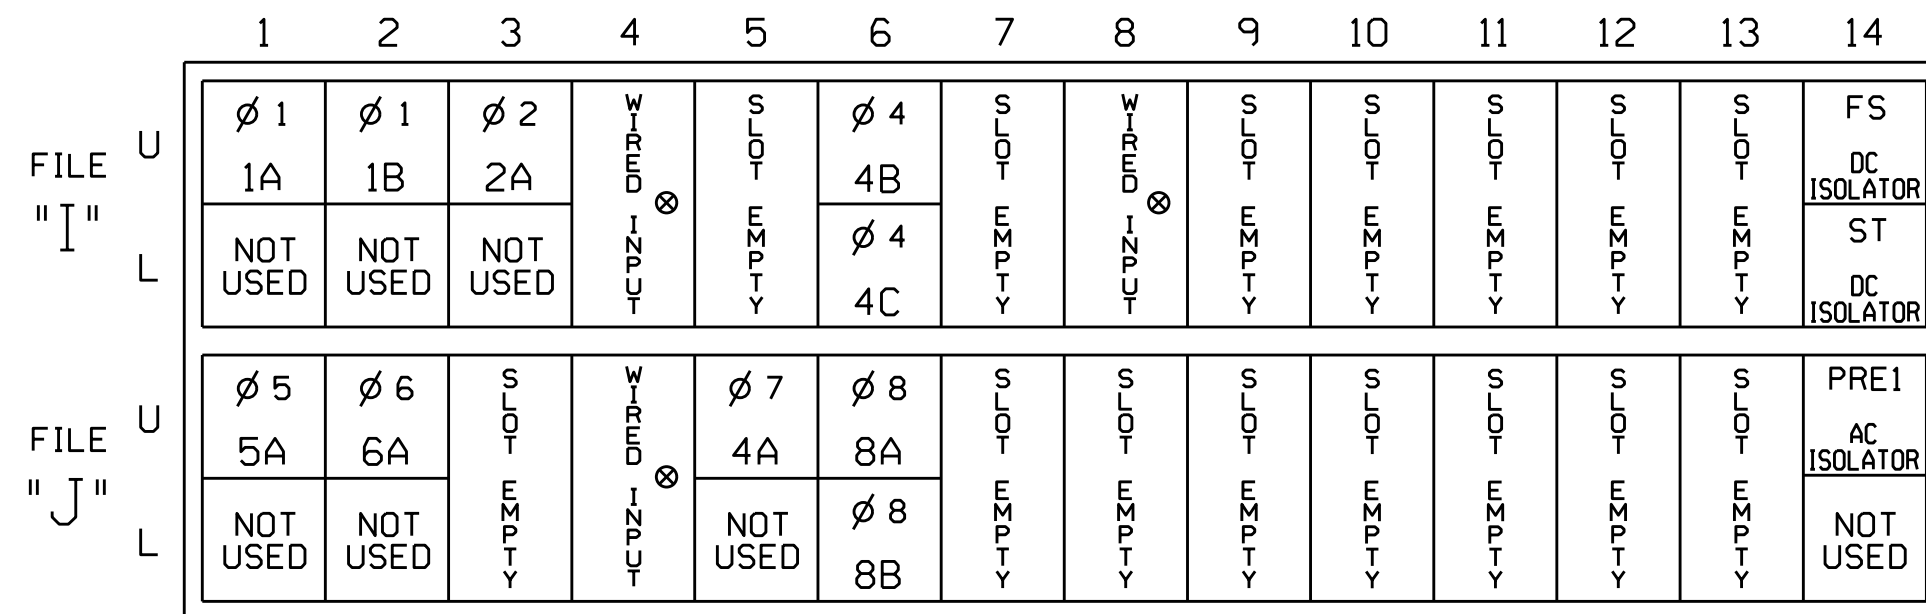 1 2 3 4 5 6 7 8 9 10 11 12 13 14
FILE "I"
U
L
Ø 1 1A
Ø 1 1B
Ø 2 2A
WIRED INPUT
SLOT EMPTY
Ø 4 4B
SLOT EMPTY
WIRED INPUT
SLOT EMPTY
SLOT EMPTY
SLOT EMPTY
SLOT EMPTY
SLOT EMPTY
FS DC ISOLATOR
NOT USED
NOT USED
NOT USED
Ø 4 4C
ST DC ISOLATOR
FILE "J"
U
L
Ø 5 5A
Ø 6 6A
SLOT EMPTY
WIRED INPUT
Ø 7 4A
Ø 8 8A
SLOT EMPTY
SLOT EMPTY
SLOT EMPTY
SLOT EMPTY
SLOT EMPTY
SLOT EMPTY
SLOT EMPTY
PRE1 AC ISOLATOR
NOT USED
NOT USED
NOT USED
Ø 8 8B
NOT USED